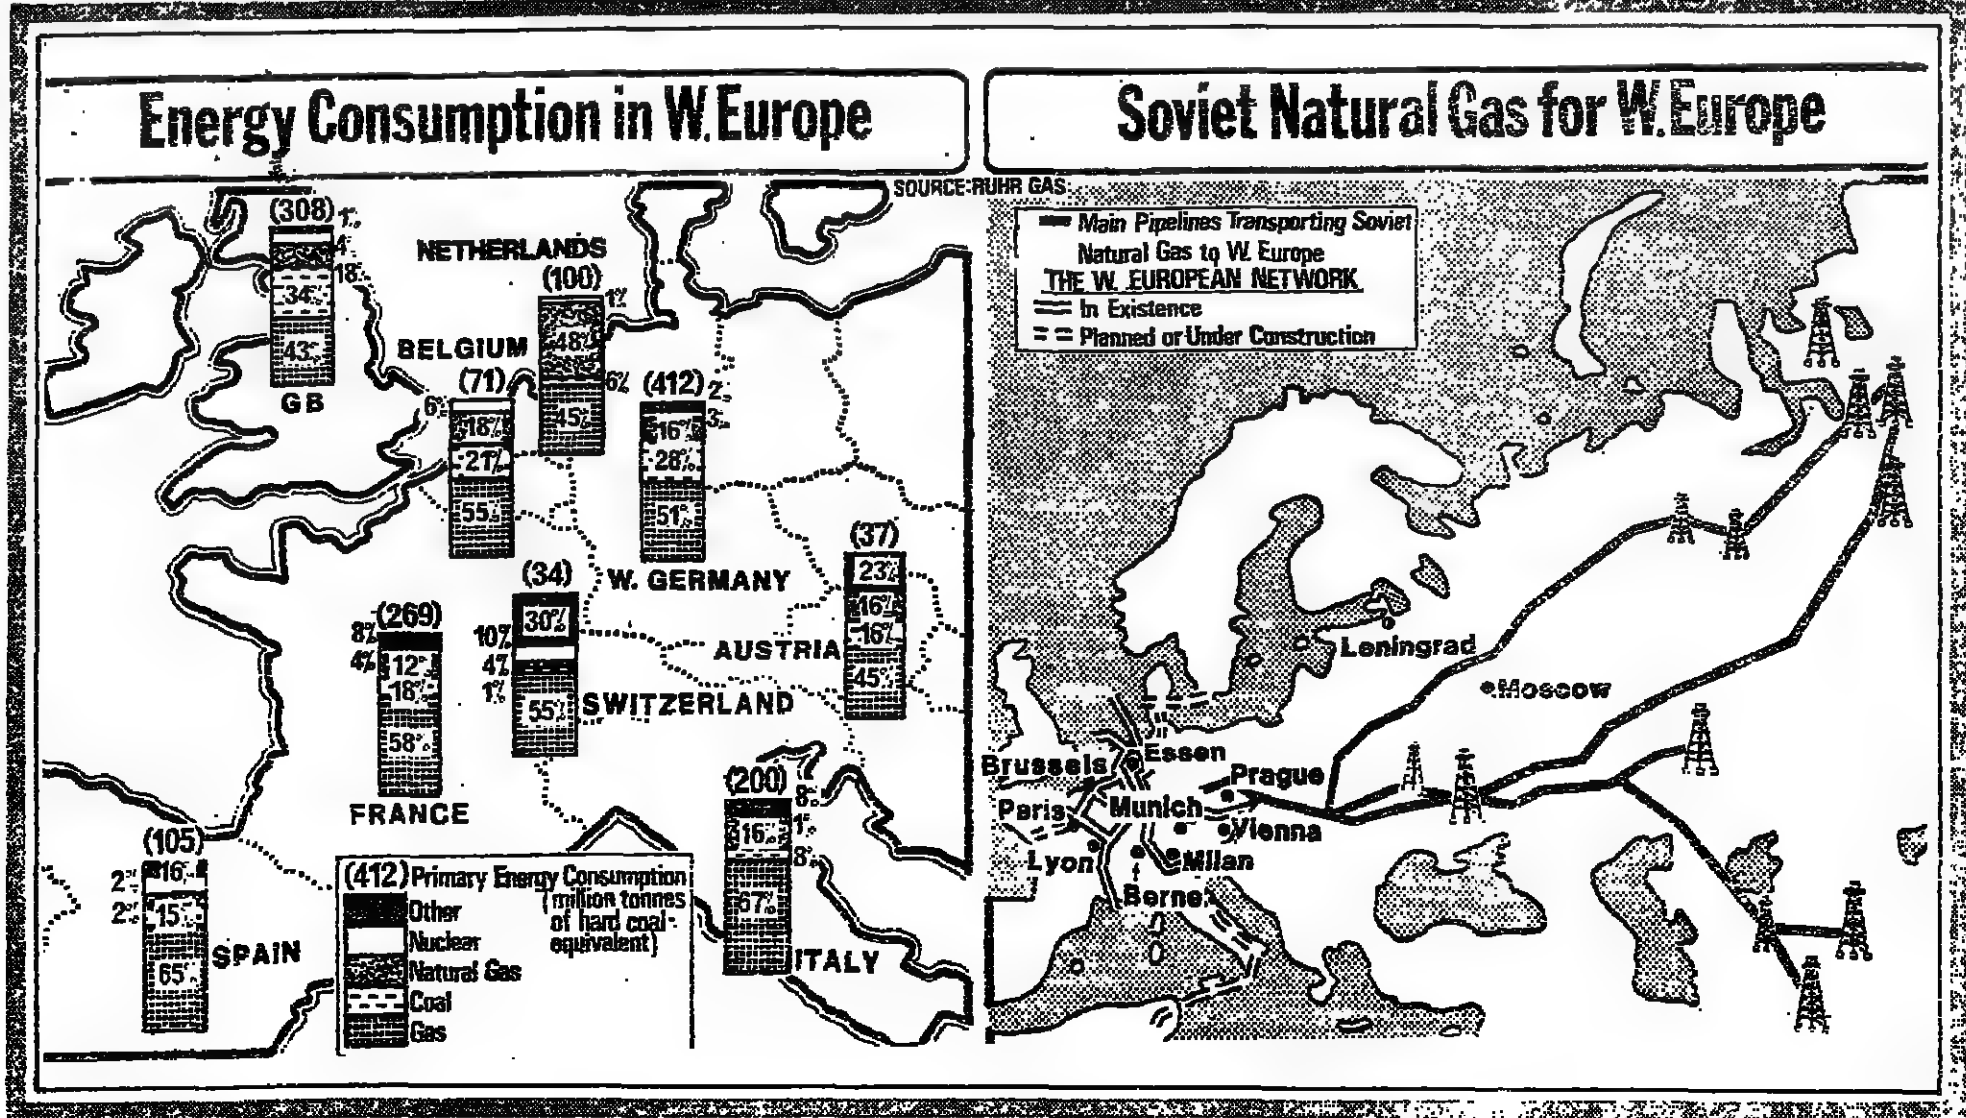 Energy Consumption in W. Europe
Soviet Natural Gas for W. Europe
SOURCE: RUHR GAS
(308)
34%
43%
18
GB
NETHERLANDS
(100)
1%
48%
6%
45%
BELGIUM
(71)
6%
18%
21%
55%
(412)
16%
28%
51%
W. GERMANY
(37)
23%
16%
16%
45%
AUSTRIA
(34)
30%
10%
4%
1%
55%
SWITZERLAND
(269)
8%
4%
12%
18%
58%
FRANCE
(200)
8%
1%
16%
8%
67%
ITALY
(105)
16%
2%
2%
15%
65%
SPAIN
(412) Primary Energy Consumption
(million tonnes
of hard coal-
equivalent)
Other
Nuclear
Natural Gas
Coal
Gas
Main Pipelines Transporting Soviet
Natural Gas to W. Europe
THE W. EUROPEAN NETWORK
In Existence
Planned or Under Construction
Leningrad
Moscow
Essen
Brussels
Prague
Paris
Munich
Vienna
Lyon
Milan
Berne